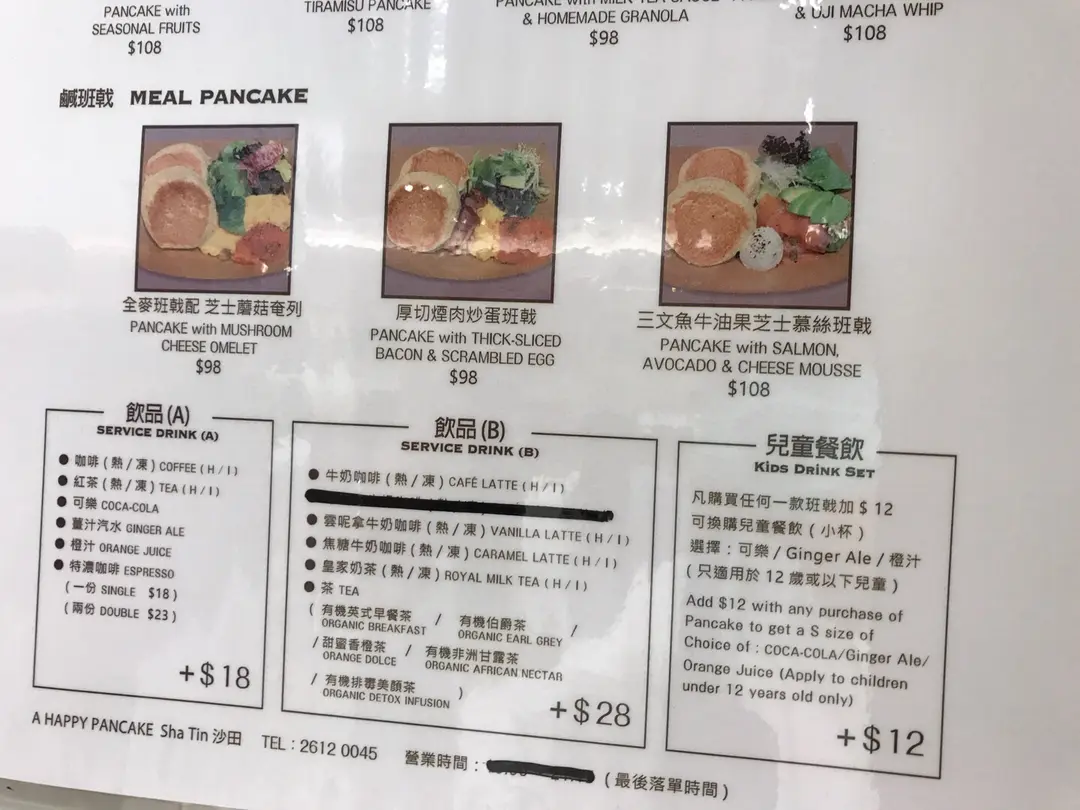 PANCAKE with
SEASONAL FRUITS
$108
TIRAMISU PANCAKE
$108
PANCAKE with MILK TEA SAUCE
& HOMEMADE GRANOLA
$98
& UJI MACHA WHIP
$108
鹹班戟 MEAL PANCAKE
全麥班戟配 芝士蘑菇奄列
PANCAKE with MUSHROOM
CHEESE OMELET
$98
厚切煙肉炒蛋班戟
PANCAKE with THICK-SLICED
BACON & SCRAMBLED EGG
$98
三文魚牛油果芝士慕絲班戟
PANCAKE with SALMON,
AVOCADO & CHEESE MOUSSE
$108
飲品(A)
SERVICE DRINK (A)
● 咖啡 ( 熱 / 凍 ) COFFEE ( H / I )
● 紅茶 ( 熱 / 凍 ) TEA ( H / I )
● 可樂 COCA-COLA
● 薑汁汽水 GINGER ALE
● 橙汁 ORANGE JUICE
● 特濃咖啡 ESPRESSO
( 一份 SINGLE $18 )
( 兩份 DOUBLE $23 )
+$18
飲品(B)
SERVICE DRINK (B)
● 牛奶咖啡 ( 熱 / 凍 ) CAFÉ LATTE ( H / I )
● 雲呢拿牛奶咖啡 ( 熱 / 凍 ) VANILLA LATTE ( H / I )
● 焦糖牛奶咖啡 ( 熱 / 凍 ) CARAMEL LATTE ( H / I )
● 皇家奶茶 ( 熱 / 凍 ) ROYAL MILK TEA ( H / I )
● 茶 TEA
( 有機英式早餐茶 / 有機伯爵茶 /
ORGANIC BREAKFAST ORGANIC EARL GREY
/ 甜蜜香橙茶 / 有機非洲甘露茶
ORANGE DOLCE ORGANIC AFRICAN NECTAR
/ 有機排毒美顏茶 )
ORGANIC DETOX INFUSION
+$28
兒童餐飲
KIDS DRINK SET
凡購買任何一款班戟加 $ 12
可換購兒童餐飲 ( 小杯 )
選擇 : 可樂 / Ginger Ale / 橙汁
( 只適用於 12 歲或以下兒童 )
Add $12 with any purchase of
Pancake to get a S size of
Choice of : COCA-COLA/Ginger Ale/
Orange Juice (Apply to children
under 12 years old only)
+$12
A HAPPY PANCAKE Sha Tin 沙田 TEL : 2612 0045 營業時間 : ( 最後落單時間 )